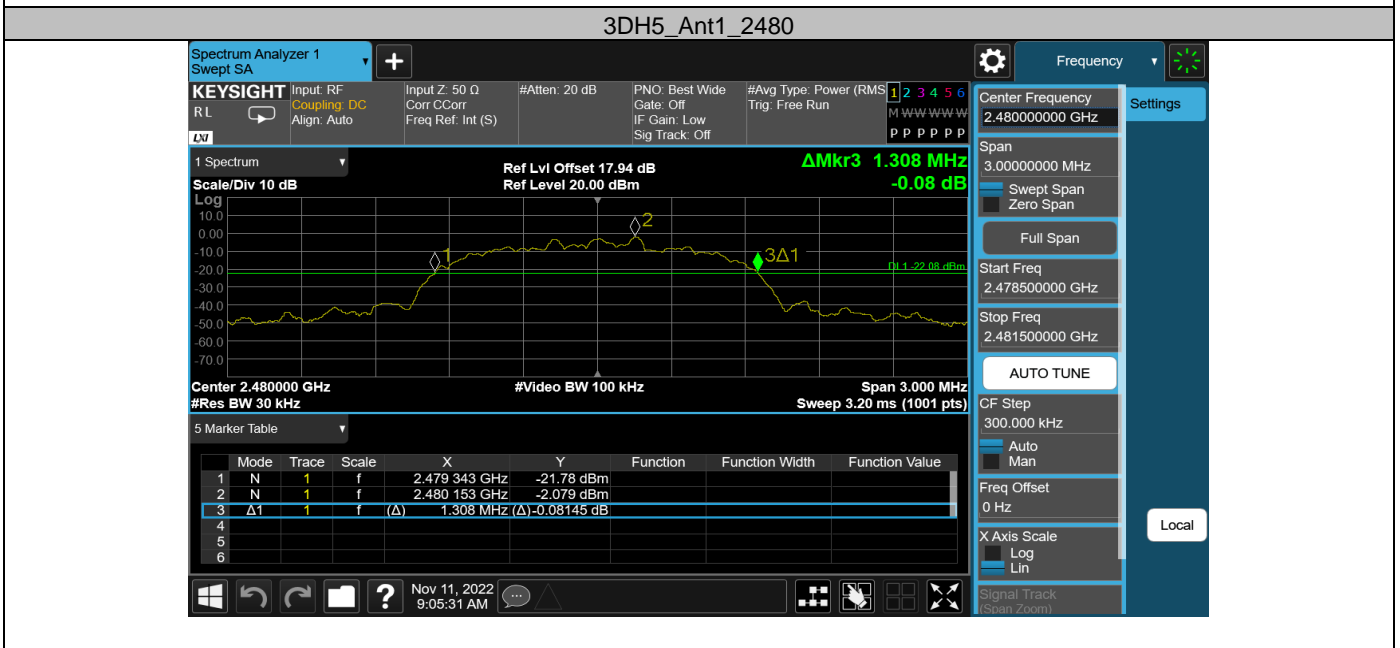 3DH5_Ant1_2480
Spectrum Analyzer 1
Swept SA
Frequency
KEYSIGHT
RL
LXI
Input: RF
Coupling: DC
Align: Auto
Input Z: 50 Ω
Corr CCorr
Freq Ref: Int (S)
#Atten: 20 dB
PNO: Best Wide
Gate: Off
IF Gain: Low
Sig Track: Off
#Avg Type: Power (RMS
Trig: Free Run
1 2 3 4 5 6
M W W W W W
P P P P P P
1 Spectrum
Scale/Div 10 dB
Ref Lvl Offset 17.94 dB
Ref Level 20.00 dBm
ΔMkr3 1.308 MHz
-0.08 dB
Log
10.0
0.00
-10.0
-20.0
-30.0
-40.0
-50.0
-60.0
-70.0
1
2
3Δ1
DL1 -22.08 dBm
Center 2.480000 GHz
#Res BW 30 kHz
#Video BW 100 kHz
Span 3.000 MHz
Sweep 3.20 ms (1001 pts)
5 Marker Table
Mode Trace Scale X Y Function Function Width Function Value
1 N 1 f 2.479 343 GHz -21.78 dBm
2 N 1 f 2.480 153 GHz -2.079 dBm
3 Δ1 1 f (Δ) 1.308 MHz (Δ) -0.08145 dB
4
5
6
Nov 11, 2022
9:05:31 AM
Center Frequency
2.480000000 GHz
Span
3.00000000 MHz
Swept Span
Zero Span
Full Span
Start Freq
2.478500000 GHz
Stop Freq
2.481500000 GHz
AUTO TUNE
CF Step
300.000 kHz
Auto
Man
Freq Offset
0 Hz
X Axis Scale
Log
Lin
Signal Track
(Span Zoom)
Settings
Local